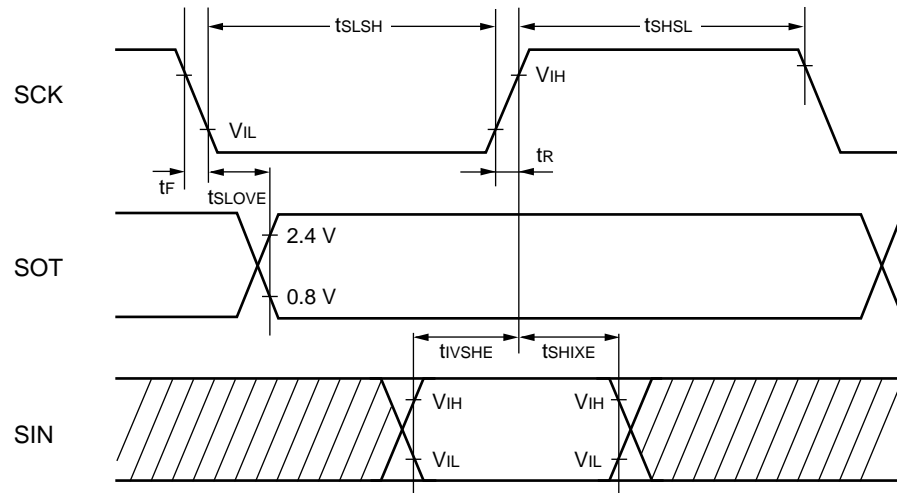 tSLSH
tSHSL
SCK
VIH
VIL
tF
tSLOVE
tR
SOT
2.4 V
0.8 V
tIVSHE
tSHIXE
SIN
VIH
VIH
VIL
VIL